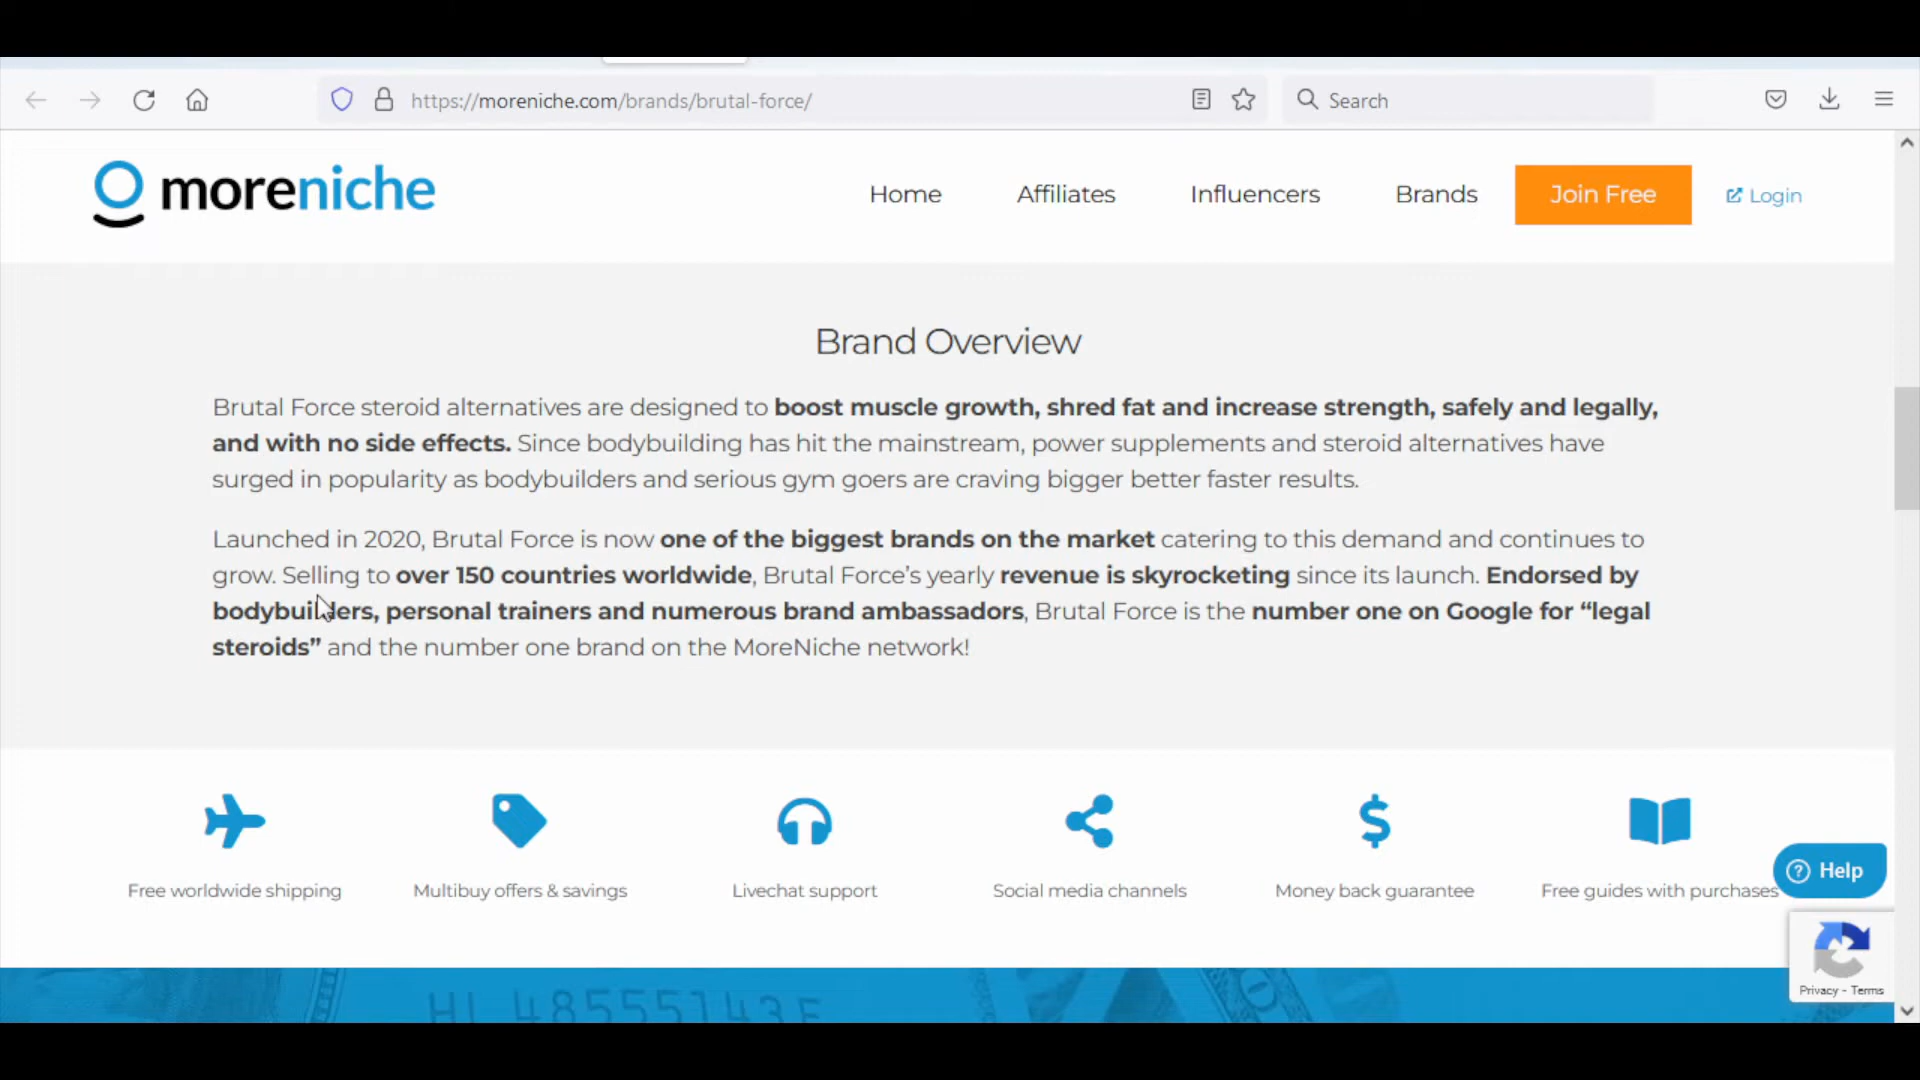 https://moreniche.com/brands/brutal-force/
Search
moreniche
Home
Affiliates
Influencers
Brands
Join Free
Login
Brand Overview
Brutal Force steroid alternatives are designed to boost muscle growth, shred fat and increase strength, safely and legally,
and with no side effects. Since bodybuilding has hit the mainstream, power supplements and steroid alternatives have
surged in popularity as bodybuilders and serious gym goers are craving bigger better faster results.
Launched in 2020, Brutal Force is now one of the biggest brands on the market catering to this demand and continues to
grow. Selling to over 150 countries worldwide, Brutal Force's yearly revenue is skyrocketing since its launch. Endorsed by
bodybuilders, personal trainers and numerous brand ambassadors, Brutal Force is the number one on Google for “legal
steroids” and the number one brand on the MoreNiche network!
Free worldwide shipping
Multibuy offers & savings
Livechat support
Social media channels
Money back guarantee
Free guides with purchases
Help
Privacy - Terms